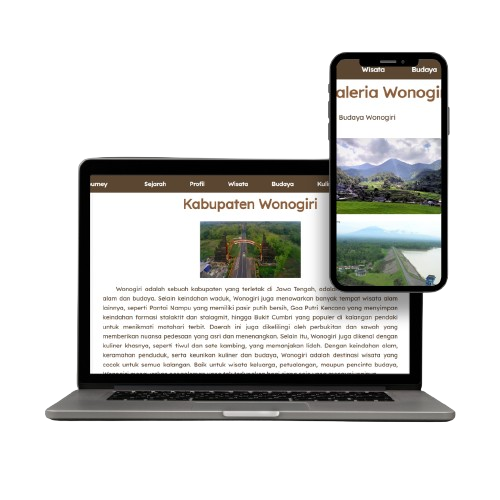 Wisata Budaya
aleria Wonogi
Budaya Wonogiri
urney Sejarah Profil Wisata Budaya Kuli
Kabupaten Wonogiri
Wonogiri adalah sebuah kabupaten yang terletak di Jawa Tengah,
alam dan budaya. Selain keindahan waduk, Wonogiri juga menawarkan banyak tempat wisata alam
lainnya, seperti Pantai Nampu yang memiliki pasir putih bersih, Goa Putri Kencana yang menyimpan
keindahan formasi stalaktit dan stalagmit, hingga Bukit Cumbri yang populer di kalangan pendaki
untuk menikmati matahari terbit. Daerah ini juga dikelilingi oleh perbukitan dan sawah yang
memberikan nuansa pedesaan yang asri dan menenangkan. Selain itu, Wonogiri juga dikenal dengan
kuliner khasnya, seperti tiwul dan sate kambing, yang memanjakan lidah. Dengan keindahan alam,
keramahan penduduk, serta keunikan kuliner dan budaya, Wonogiri adalah destinasi wisata yang
cocok untuk semua kalangan. Baik untuk wisata keluarga, petualangan, maupun pencinta budaya,